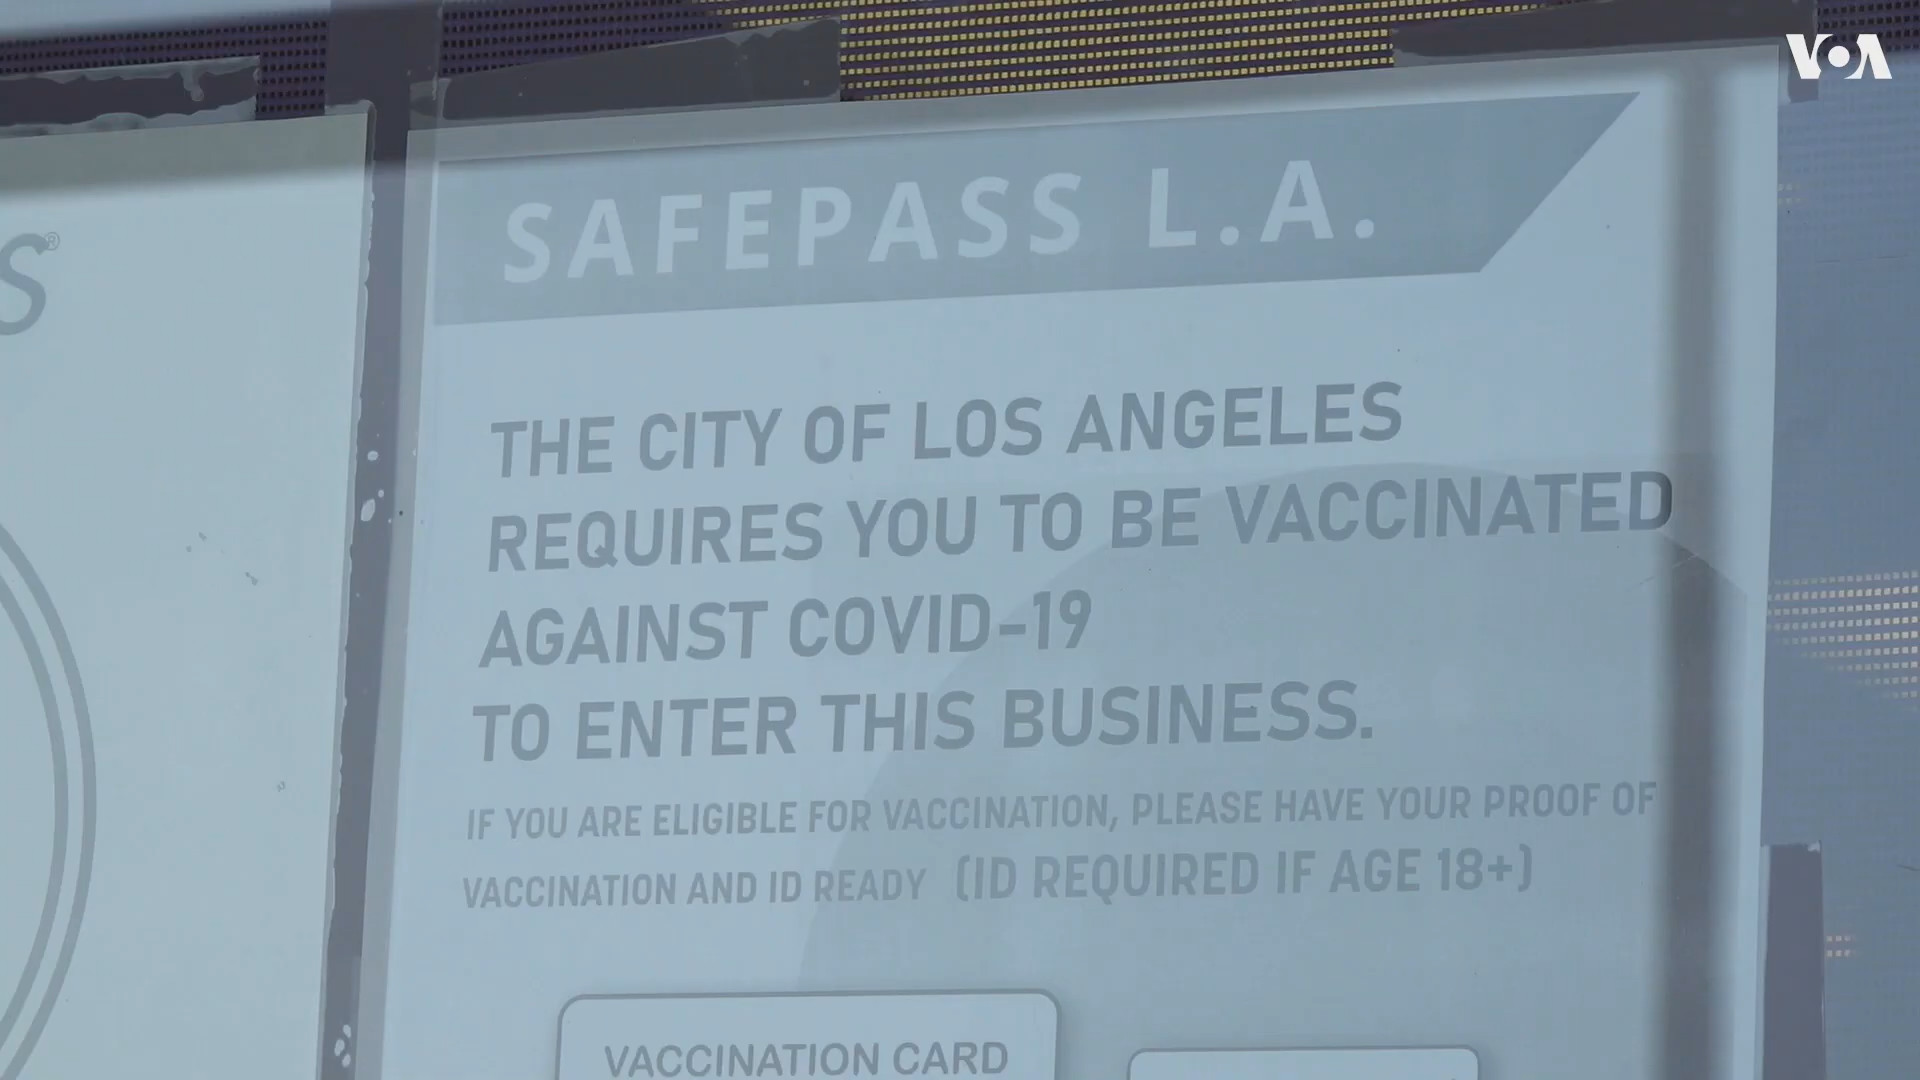 VOA
S®
SAFEPASS L.A.
THE CITY OF LOS ANGELES
REQUIRES YOU TO BE VACCINATED
AGAINST COVID-19
TO ENTER THIS BUSINESS.
IF YOU ARE ELIGIBLE FOR VACCINATION, PLEASE HAVE YOUR PROOF OF
VACCINATION AND ID READY (ID REQUIRED IF AGE 18+)
VACCINATION CARD